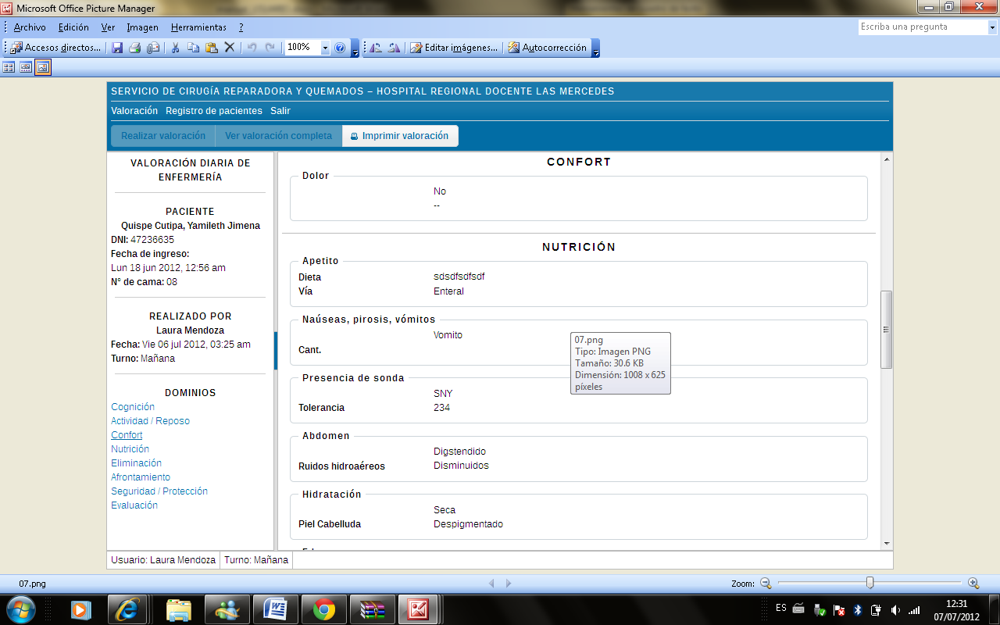 Microsoft Office Picture Manager
Archivo Edición Ver Imagen Herramientas ?
Escriba una pregunta
Accesos directos... 100% Editar imágenes... Autocorrección
SERVICIO DE CIRUGÍA REPARADORA Y QUEMADOS – HOSPITAL REGIONAL DOCENTE LAS MERCEDES
Valoración Registro de pacientes Salir
Realizar valoración Ver valoración completa Imprimir valoración
VALORACIÓN DIARIA DE
ENFERMERÍA
PACIENTE
Quispe Cutipa, Yamileth Jimena
DNI: 47236635
Fecha de ingreso:
Lun 18 jun 2012, 12:56 am
N° de cama: 08
REALIZADO POR
Laura Mendoza
Fecha: Vie 06 jul 2012, 03:25 am
Turno: Mañana
DOMINIOS
Cognición
Actividad / Reposo
Confort
Nutrición
Eliminación
Afrontamiento
Seguridad / Protección
Evaluación
CONFORT
Dolor
No
--
NUTRICIÓN
Apetito
Dieta sdsdfsdfsdf
Vía Enteral
Naúseas, pirosis, vómitos
Vomito
Cant.
Presencia de sonda
SNY
Tolerancia 234
Abdomen
Digstendido
Ruidos hidroaéreos Disminuidos
Hidratación
Seca
Piel Cabelluda Despigmentado
07.png
Tipo: Imagen PNG
Tamaño: 30.6 KB
Dimensión: 1008 x 625
píxeles
Usuario: Laura Mendoza Turno: Mañana
07.png Zoom:
ES 12:31
07/07/2012